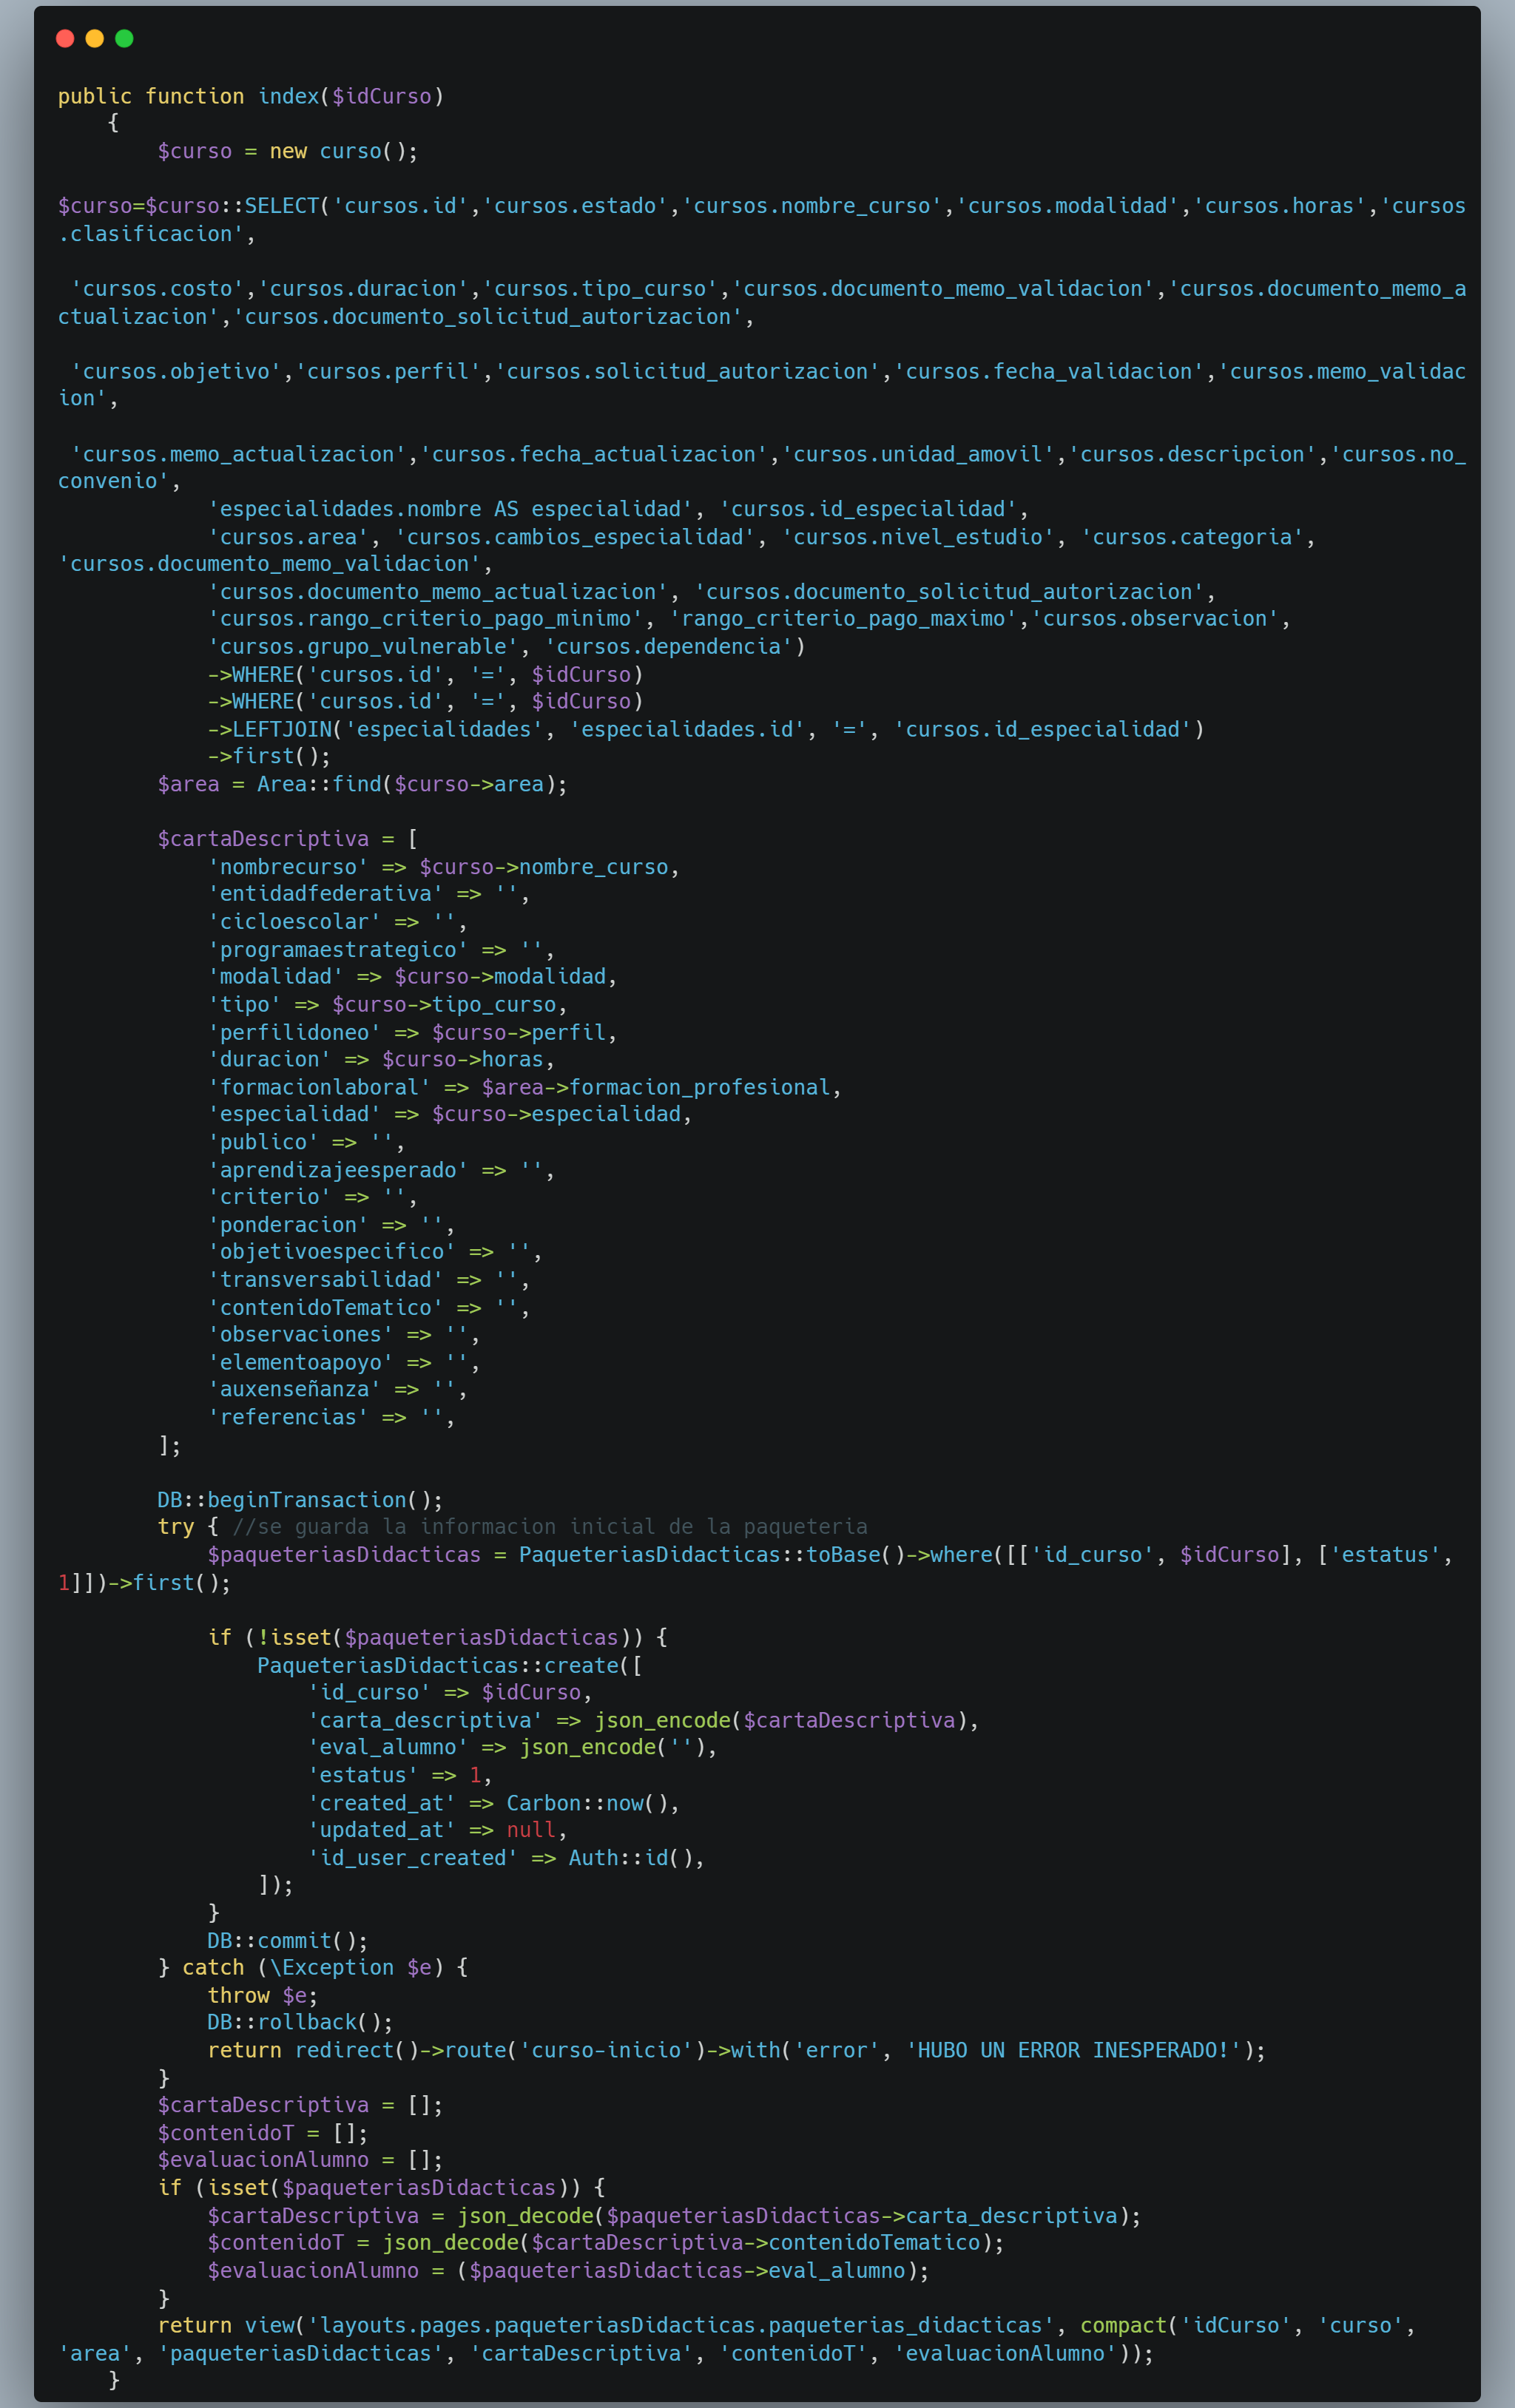 public function index($idCurso)
    {
        $curso = new curso();

$curso=$curso::SELECT('cursos.id','cursos.estado','cursos.nombre_curso','cursos.modalidad','cursos.horas','cursos
.clasificacion',

 'cursos.costo','cursos.duracion','cursos.tipo_curso','cursos.documento_memo_validacion','cursos.documento_memo_a
ctualizacion','cursos.documento_solicitud_autorizacion',

 'cursos.objetivo','cursos.perfil','cursos.solicitud_autorizacion','cursos.fecha_validacion','cursos.memo_validac
ion',

 'cursos.memo_actualizacion','cursos.fecha_actualizacion','cursos.unidad_amovil','cursos.descripcion','cursos.no_
convenio',
            'especialidades.nombre AS especialidad', 'cursos.id_especialidad',
            'cursos.area', 'cursos.cambios_especialidad', 'cursos.nivel_estudio', 'cursos.categoria',
'cursos.documento_memo_validacion',
            'cursos.documento_memo_actualizacion', 'cursos.documento_solicitud_autorizacion',
            'cursos.rango_criterio_pago_minimo', 'rango_criterio_pago_maximo','cursos.observacion',
            'cursos.grupo_vulnerable', 'cursos.dependencia')
            ->WHERE('cursos.id', '=', $idCurso)
            ->WHERE('cursos.id', '=', $idCurso)
            ->LEFTJOIN('especialidades', 'especialidades.id', '=', 'cursos.id_especialidad')
            ->first();
        $area = Area::find($curso->area);

        $cartaDescriptiva = [
            'nombrecurso' => $curso->nombre_curso,
            'entidadfederativa' => '',
            'cicloescolar' => '',
            'programaestrategico' => '',
            'modalidad' => $curso->modalidad,
            'tipo' => $curso->tipo_curso,
            'perfilidoneo' => $curso->perfil,
            'duracion' => $curso->horas,
            'formacionlaboral' => $area->formacion_profesional,
            'especialidad' => $curso->especialidad,
            'publico' => '',
            'aprendizajeesperado' => '',
            'criterio' => '',
            'ponderacion' => '',
            'objetivoespecifico' => '',
            'transversabilidad' => '',
            'contenidoTematico' => '',
            'observaciones' => '',
            'elementoapoyo' => '',
            'auxenseñanza' => '',
            'referencias' => '',
        ];

        DB::beginTransaction();
        try { //se guarda la informacion inicial de la paqueteria
            $paqueteriasDidacticas = PaqueteriasDidacticas::toBase()->where([['id_curso', $idCurso], ['estatus',
1]])->first();

            if (!isset($paqueteriasDidacticas)) {
                PaqueteriasDidacticas::create([
                    'id_curso' => $idCurso,
                    'carta_descriptiva' => json_encode($cartaDescriptiva),
                    'eval_alumno' => json_encode(''),
                    'estatus' => 1,
                    'created_at' => Carbon::now(),
                    'updated_at' => null,
                    'id_user_created' => Auth::id(),
                ]);
            }
            DB::commit();
        } catch (\Exception $e) {
            throw $e;
            DB::rollback();
            return redirect()->route('curso-inicio')->with('error', 'HUBO UN ERROR INESPERADO!');
        }
        $cartaDescriptiva = [];
        $contenidoT = [];
        $evaluacionAlumno = [];
        if (isset($paqueteriasDidacticas)) {
            $cartaDescriptiva = json_decode($paqueteriasDidacticas->carta_descriptiva);
            $contenidoT = json_decode($cartaDescriptiva->contenidoTematico);
            $evaluacionAlumno = ($paqueteriasDidacticas->eval_alumno);
        }
        return view('layouts.pages.paqueteriasDidacticas.paqueterias_didacticas', compact('idCurso', 'curso',
'area', 'paqueteriasDidacticas', 'cartaDescriptiva', 'contenidoT', 'evaluacionAlumno'));
    }